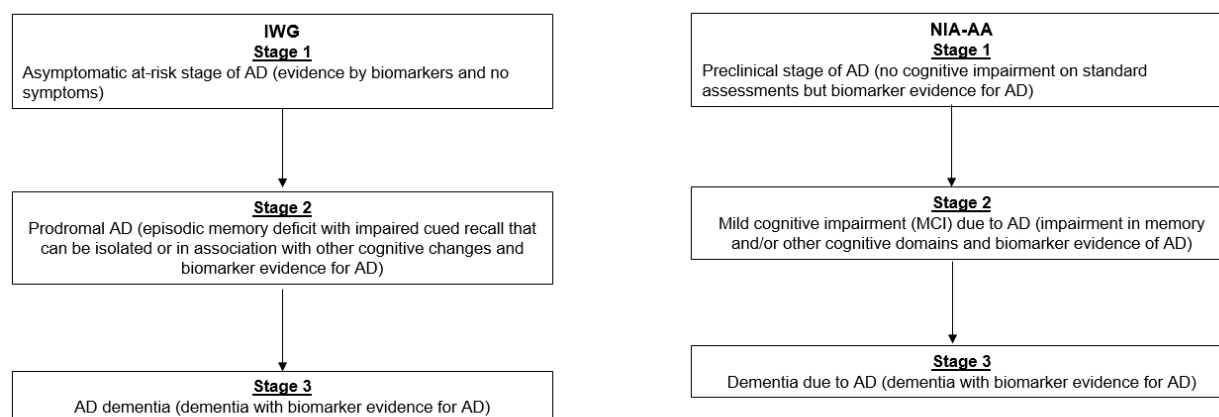 IWG
Stage 1
Asymptomatic at-risk stage of AD (evidence by biomarkers and no
symptoms)
Stage 2
Prodromal AD (episodic memory deficit with impaired cued recall that
can be isolated or in association with other cognitive changes and
biomarker evidence for AD)
Stage 3
AD dementia (dementia with biomarker evidence for AD)
NIA-AA
Stage 1
Preclinical stage of AD (no cognitive impairment on standard
assessments but biomarker evidence for AD)
Stage 2
Mild cognitive impairment (MCI) due to AD (impairment in memory
and/or other cognitive domains and biomarker evidence of AD)
Stage 3
Dementia due to AD (dementia with biomarker evidence for AD)